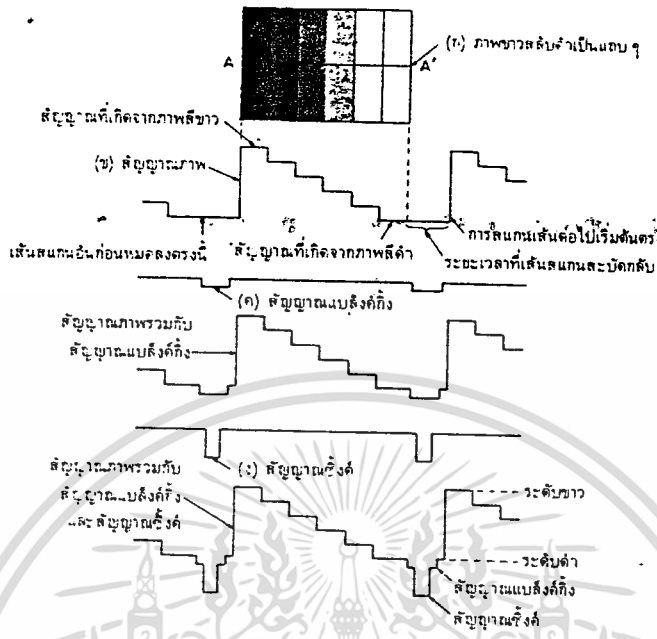 A
A'
(ก) ภาพขาวสลับดำเป็นแถบ ๆ
สัญญาณที่เกิดจากภาพสีขาว
(ข) สัญญาณภาพ
เส้นสแกนอันก่อนหมดลงตรงนี้
สัญญาณที่เกิดจากภาพสีดำ
การสแกนเส้นต่อไปเริ่มต้นตร
ระยะเวลาที่เส้นสแกนสะบัดกลับ
(ค) สัญญาณแบล็งค์กิ้ง
สัญญาณภาพรวมกับ
สัญญาณแบล็งค์กิ้ง
(ง) สัญญาณซิ้งค์
สัญญาณภาพรวมกับ
สัญญาณแบล็งค์กิ้ง
และ สัญญาณซิ้งค์
ระดับขาว
ระดับดำ
สัญญาณแบล็งค์กิ้ง
สัญญาณซิ้งค์